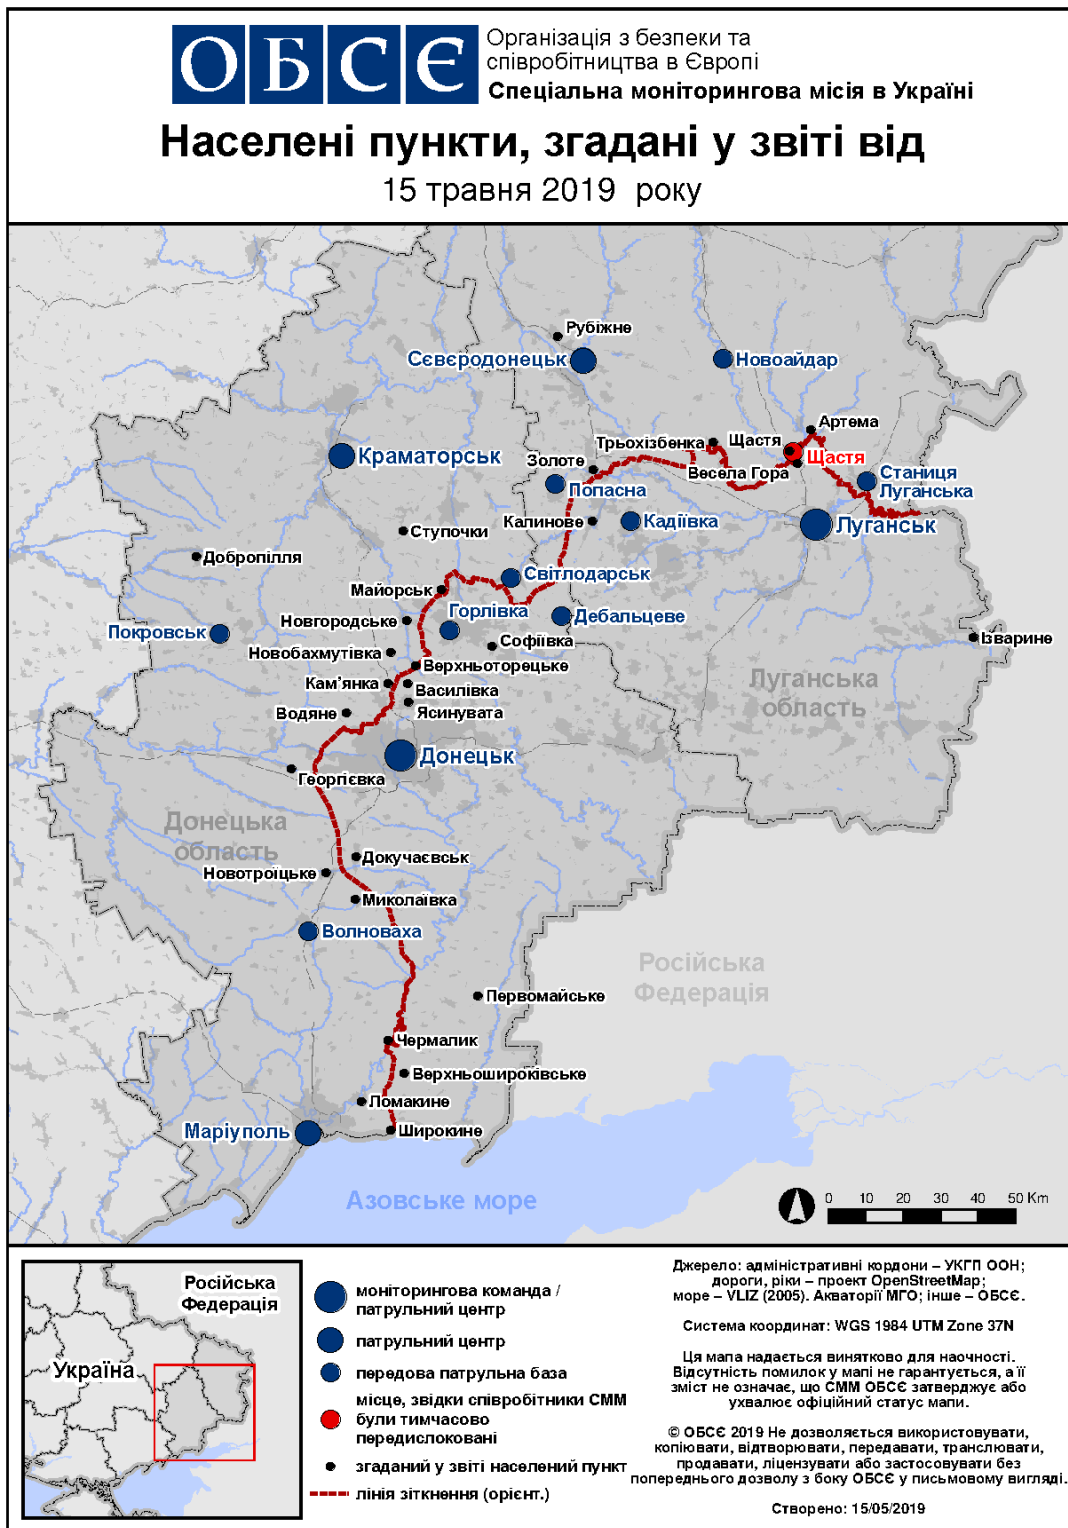 ОБСЄ
Організація з безпеки та
співробітництва в Європі
Спеціальна моніторингова місія в Україні
Населені пункти, згадані у звіті від
15 травня 2019 року
Рубіжне
Сєвєродонецьк
Новоайдар
Артема
Трьохізбенка
Щастя
Щастя
Золоте
Весела Гора
Станиця
Луганська
Краматорськ
Попасна
Калинове
Кадіївка
Луганськ
Ступочки
Добропілля
Світлодарськ
Майорськ
Горлівка
Дебальцеве
Новгородське
Покровськ
Софіївка
Ізварине
Новобахмутівка
Верхньоторецьке
Кам'янка
Василівка
Луганська
область
Водяне
Ясинувата
Донецьк
Георгієвка
Донецька
область
Докучаєвськ
Новотроїцьке
Миколаївка
Волноваха
Російська
Федерація
Первомайське
Чермалик
Верхньошироківське
Ломакине
Маріуполь
Широкине
Азовське море
0 10 20 30 40 50 Km
Російська
Федерація
Україна
моніторингова команда /
патрульний центр
патрульний центр
передова патрульна база
місце, звідки співробітники СММ
були тимчасово
передислоковані
згаданий у звіті населений пункт
лінія зіткнення (орієнт.)
Джерело: адміністративні кордони – УКГП ООН;
дороги, ріки – проект OpenStreetMap;
море – VLIZ (2005). Акваторії МГО; інше – ОБСЄ.
Система координат: WGS 1984 UTM Zone 37N
Ця мапа надається винятково для наочності.
Відсутність помилок у мапі не гарантується, а її
зміст не означає, що СММ ОБСЄ затверджує або
ухвалює офіційний статус мапи.
© ОБСЄ 2019 Не дозволяється використовувати,
копіювати, відтворювати, передавати, транслювати,
продавати, ліцензувати або застосовувати без
попереднього дозволу з боку ОБСЄ у письмовому вигляді.
Створено: 15/05/2019